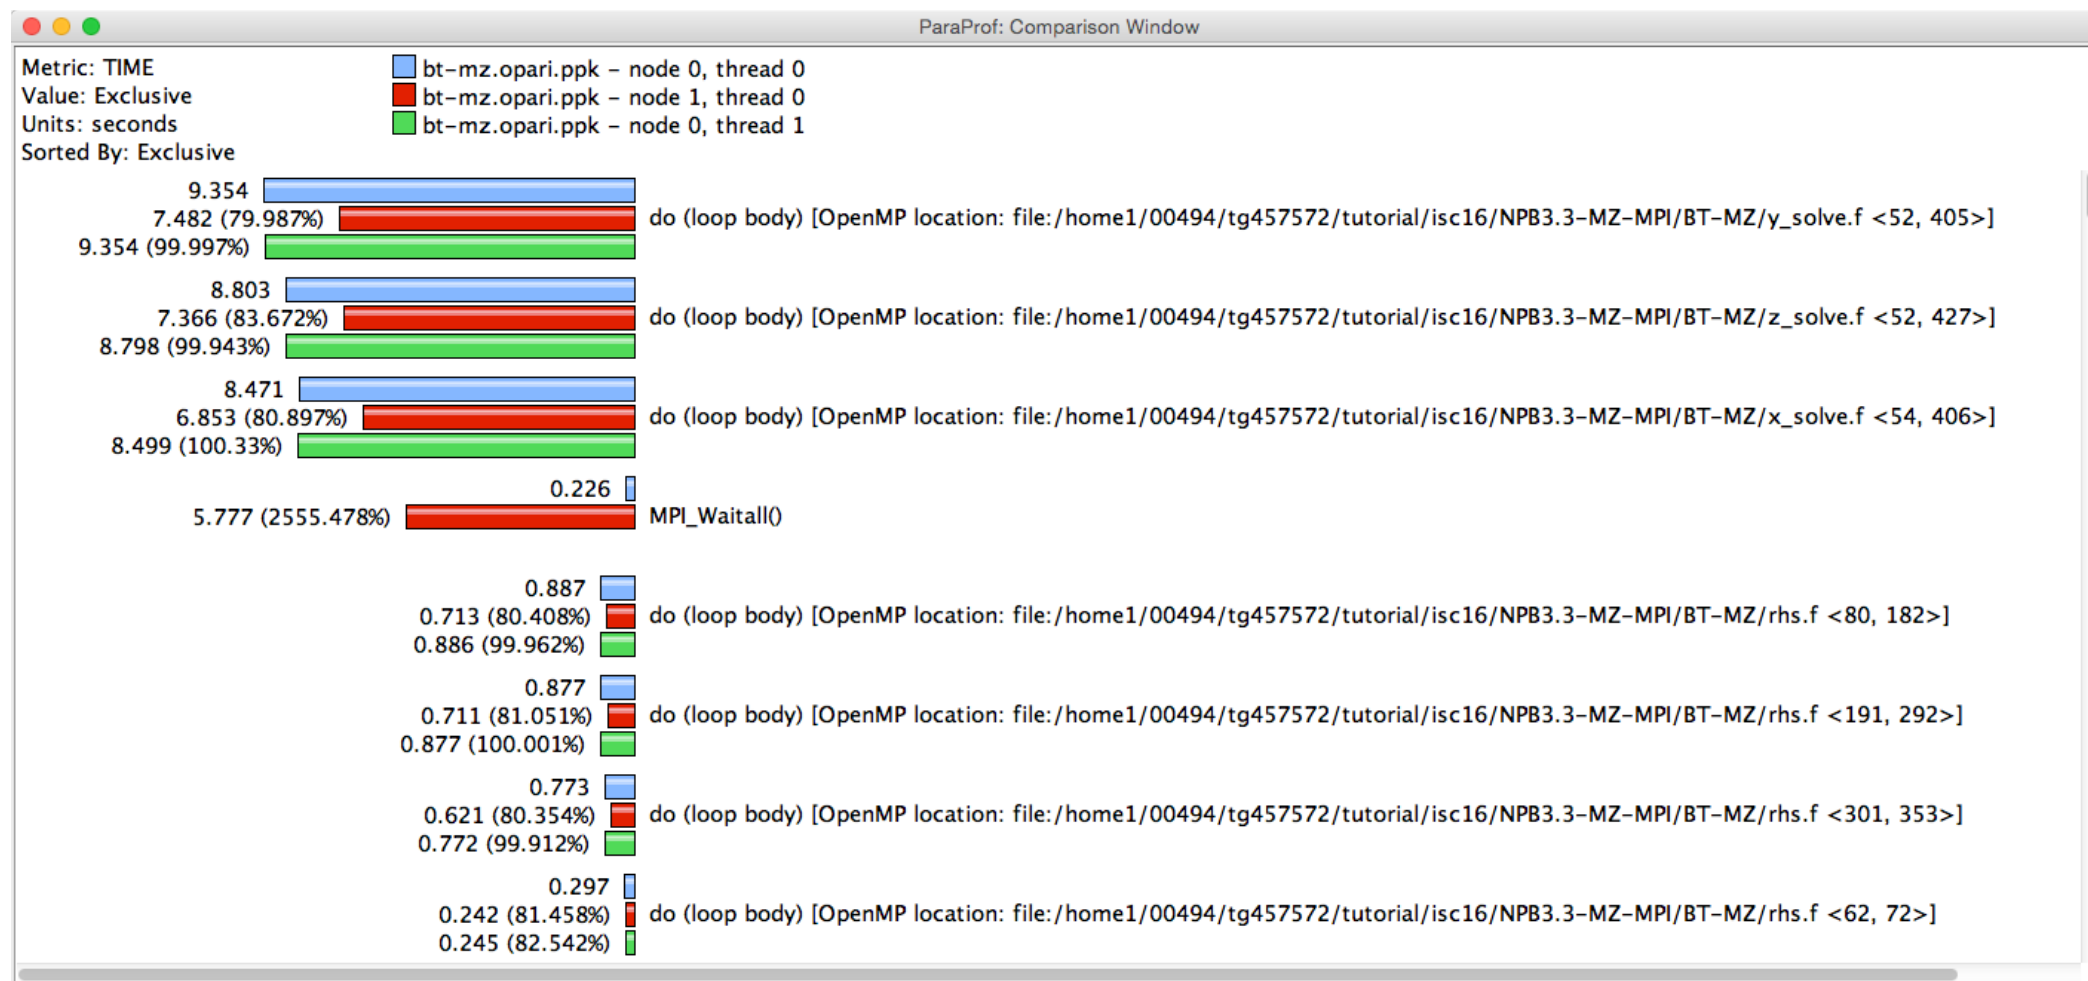 ParaProf: Comparison Window
Metric: TIME
Value: Exclusive
Units: seconds
Sorted By: Exclusive
bt-mz.opari.ppk - node 0, thread 0
bt-mz.opari.ppk - node 1, thread 0
bt-mz.opari.ppk - node 0, thread 1
9.354
7.482 (79.987%)
9.354 (99.997%)
do (loop body) [OpenMP location: file:/home1/00494/tg457572/tutorial/isc16/NPB3.3-MZ-MPI/BT-MZ/y_solve.f <52, 405>]
8.803
7.366 (83.672%)
8.798 (99.943%)
do (loop body) [OpenMP location: file:/home1/00494/tg457572/tutorial/isc16/NPB3.3-MZ-MPI/BT-MZ/z_solve.f <52, 427>]
8.471
6.853 (80.897%)
8.499 (100.33%)
do (loop body) [OpenMP location: file:/home1/00494/tg457572/tutorial/isc16/NPB3.3-MZ-MPI/BT-MZ/x_solve.f <54, 406>]
0.226
5.777 (2555.478%)
MPI_Waitall()
0.887
0.713 (80.408%)
0.886 (99.962%)
do (loop body) [OpenMP location: file:/home1/00494/tg457572/tutorial/isc16/NPB3.3-MZ-MPI/BT-MZ/rhs.f <80, 182>]
0.877
0.711 (81.051%)
0.877 (100.001%)
do (loop body) [OpenMP location: file:/home1/00494/tg457572/tutorial/isc16/NPB3.3-MZ-MPI/BT-MZ/rhs.f <191, 292>]
0.773
0.621 (80.354%)
0.772 (99.912%)
do (loop body) [OpenMP location: file:/home1/00494/tg457572/tutorial/isc16/NPB3.3-MZ-MPI/BT-MZ/rhs.f <301, 353>]
0.297
0.242 (81.458%)
0.245 (82.542%)
do (loop body) [OpenMP location: file:/home1/00494/tg457572/tutorial/isc16/NPB3.3-MZ-MPI/BT-MZ/rhs.f <62, 72>]